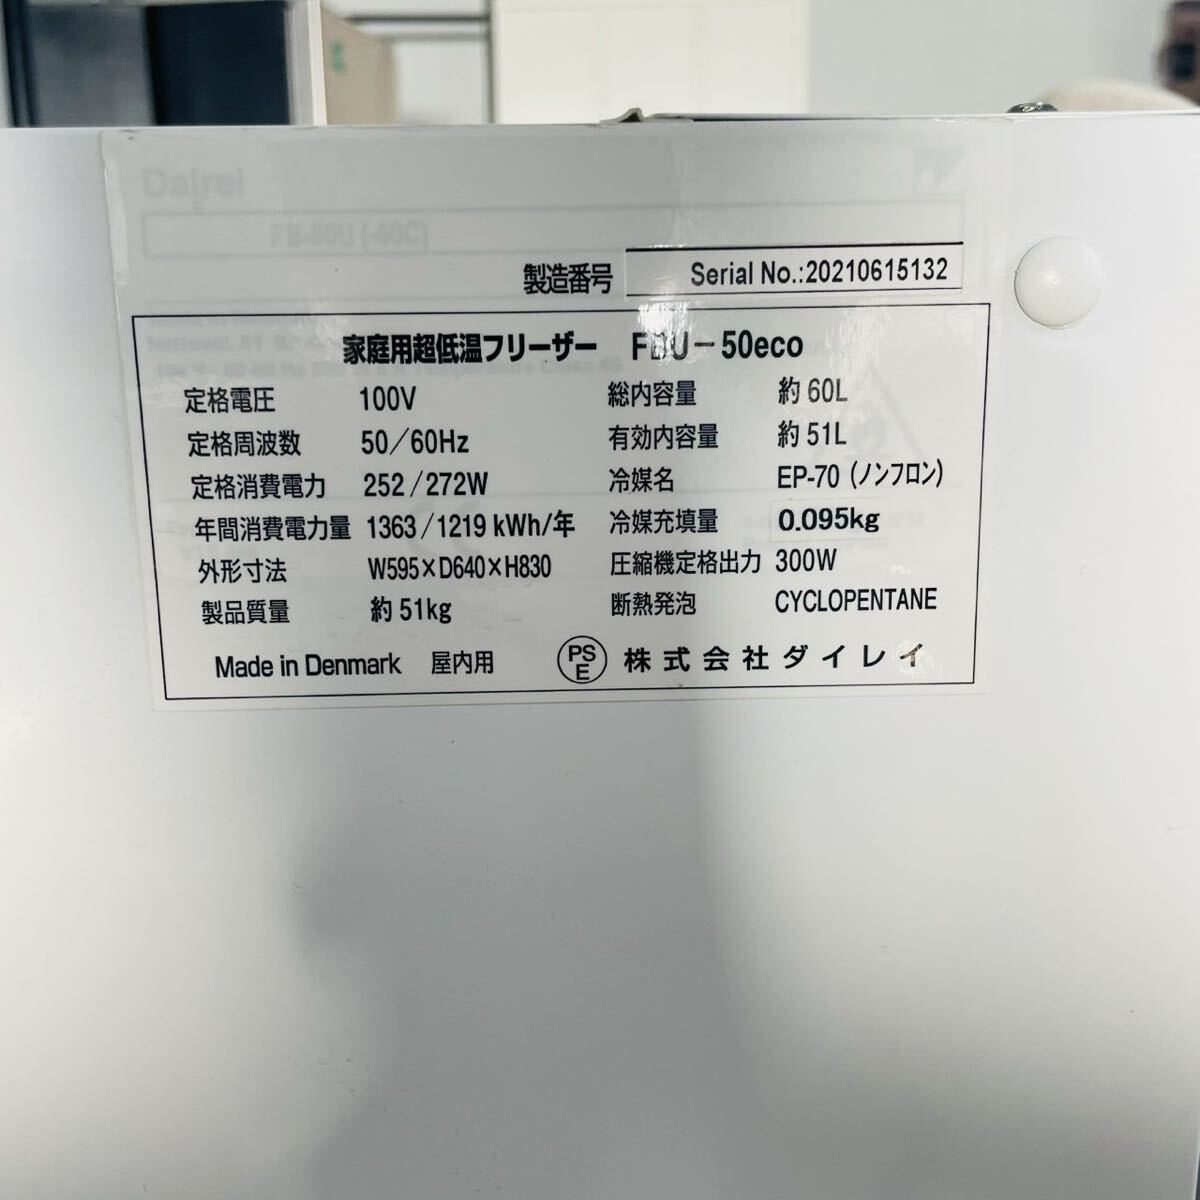 Dairei
FB-60U (-60C)
製造番号 Serial No.:20210615132
家庭用超低温フリーザー FBU－50eco
定格電圧 100V 総内容量 約 60L
定格周波数 50／60Hz 有効内容量 約 51L
定格消費電力 252／272W 冷媒名 EP-70 (ノンフロン)
年間消費電力量 1363／1219 kWh/年 冷媒充填量 0.095kg
外形寸法 W595×D640×H830 圧縮機定格出力 300W
製品質量 約 51kg 断熱発泡 CYCLOPENTANE
Made in Denmark 屋内用 PSE 株式会社ダイレイ